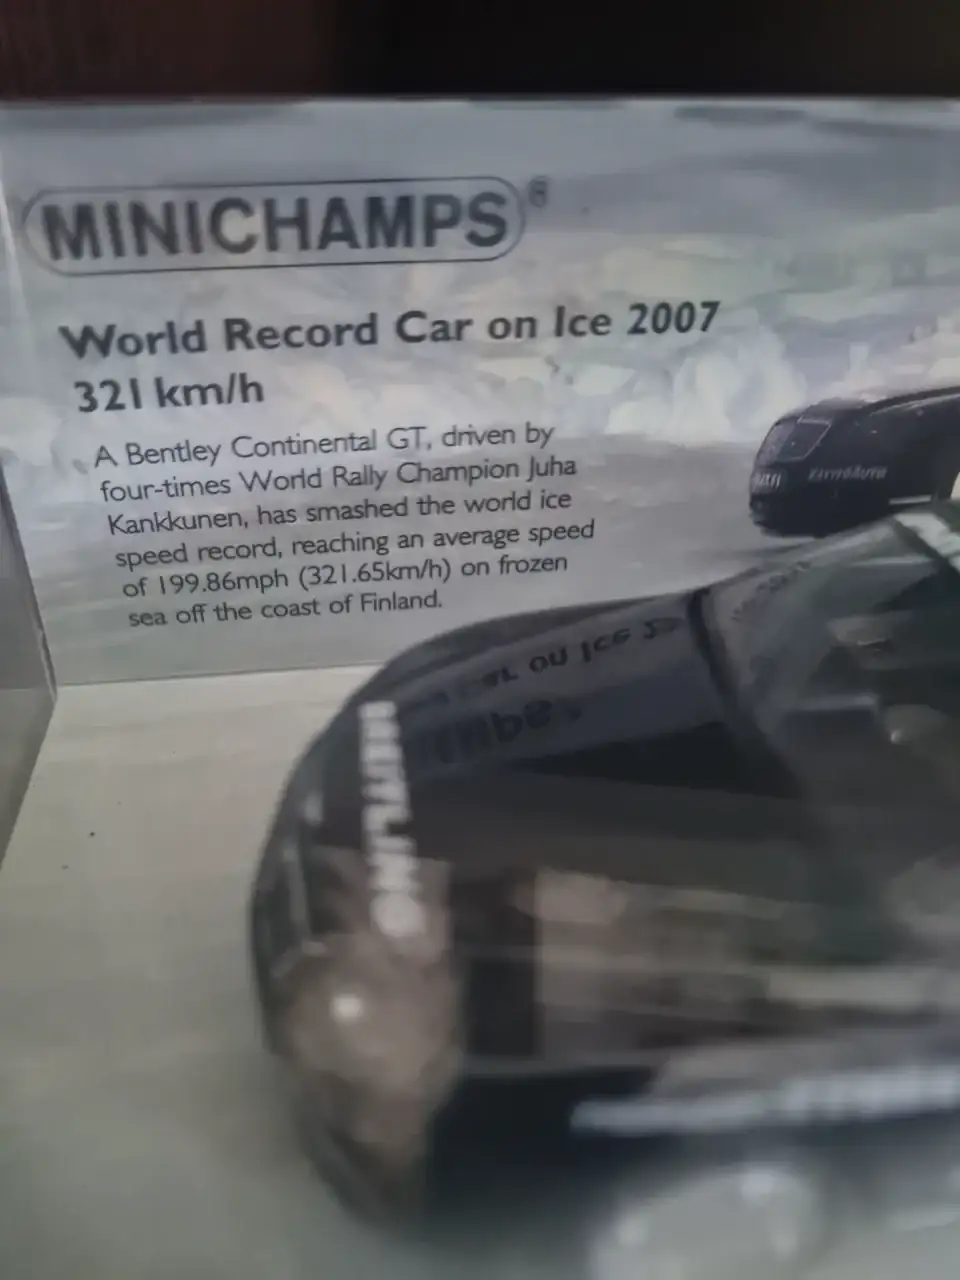 MINICHAMPS®
World Record Car on Ice 2007
321 km/h
A Bentley Continental GT, driven by
four-times World Rally Champion Juha
Kankkunen, has smashed the world ice
speed record, reaching an average speed
of 199.86mph (321.65km/h) on frozen
sea off the coast of Finland.